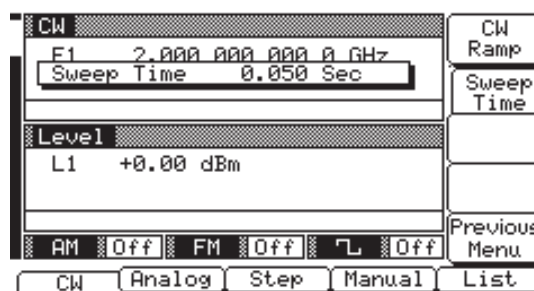 CW
F1 2.000 000 000 0 GHz
Sweep Time 0.050 Sec
Level
L1 +0.00 dBm
AM Off FM Off Off
CW Analog Step Manual List
CW Ramp
Sweep Time
Previous Menu